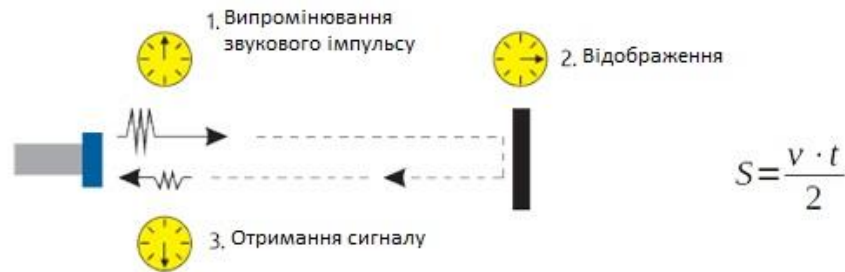 1. Випромінювання
звукового імпульсу
2. Відображення
3. Отримання сигналу
S=v · t/2